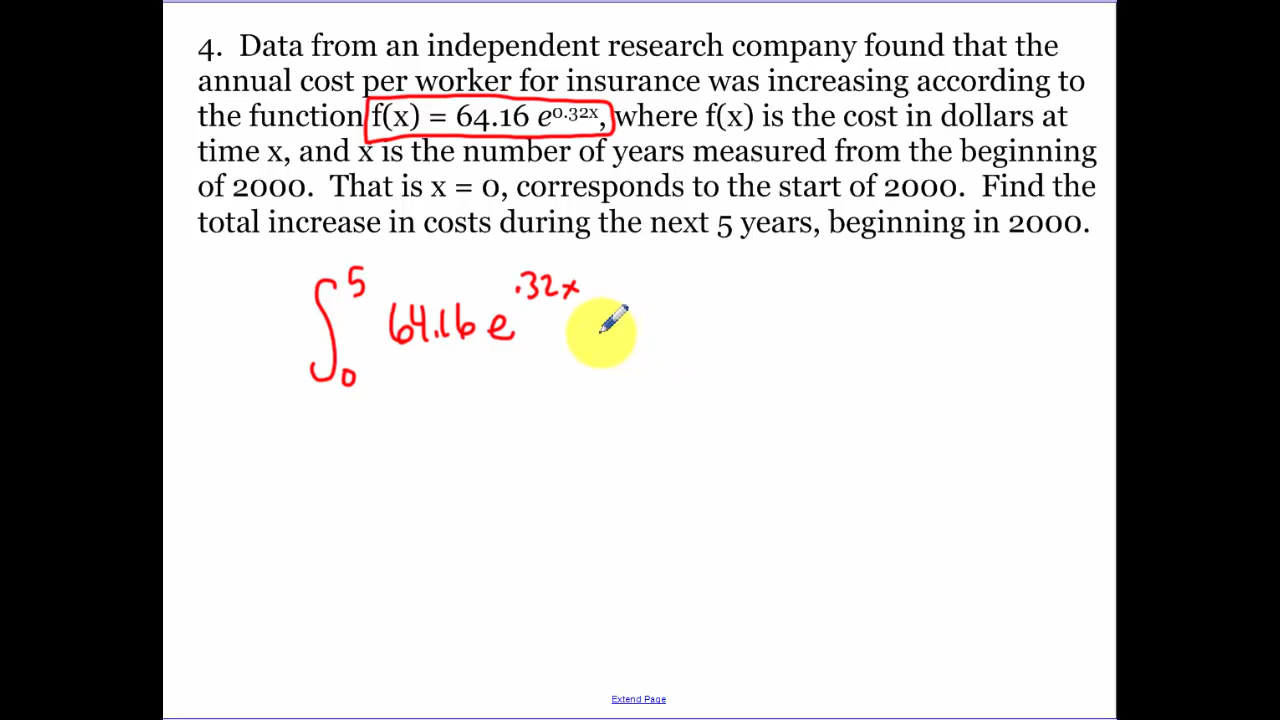 4. Data from an independent research company found that the
annual cost per worker for insurance was increasing according to
the function f(x) = 64.16 e^0.32x, where f(x) is the cost in dollars at
time x, and x is the number of years measured from the beginning
of 2000. That is x = 0, corresponds to the start of 2000. Find the
total increase in costs during the next 5 years, beginning in 2000.
∫_0^5 64.16 e^.32x
Extend Page